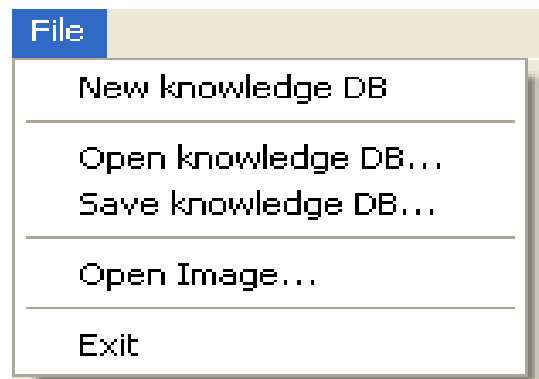 File
New knowledge DB
Open knowledge DB...
Save knowledge DB...
Open Image...
Exit